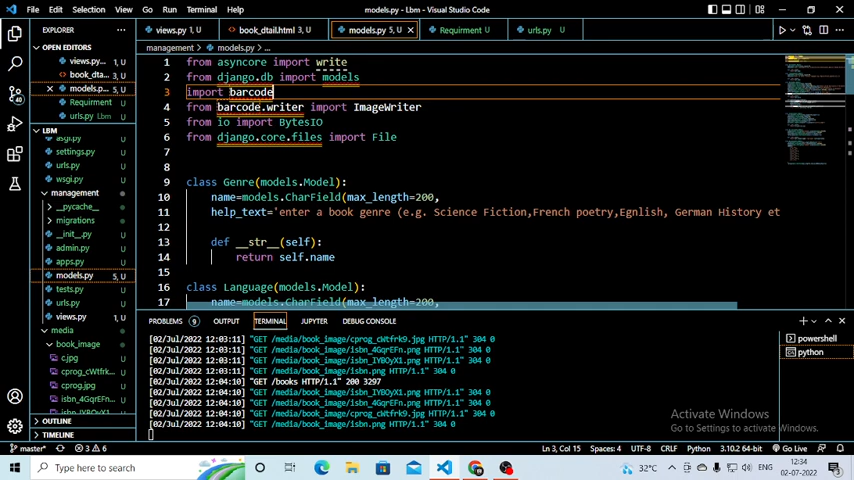 File Edit Selection View Go Run Terminal Help
models.py - Lbm - Visual Studio Code
EXPLORER
views.py U
book_dtail.html 3, U
models.py 5, U
Requirment U
urls.py U
management > models.py > ...
OPEN EDITORS
views.py... U
book_dta...
models.p... 5, U
Requirment U
urls.py Lbm U
LBM
asgi.py U
settings.py U
urls.py U
wsgi.py U
management
__pycache__
migrations
__init__.py U
admin.py U
apps.py U
models.py 5, U
tests.py U
urls.py U
views.py U
media
book_image
c.jpg U
cprog_cWtfrk... U
cprog.jpg U
isbn_4GqrEFn... U
isbn_IYBOyX1... U
OUTLINE
TIMELINE
1 from asyncore import write
2 from django.db import models
3 import barcode
4 from barcode.writer import ImageWriter
5 from io import BytesIO
6 from django.core.files import File
7
8
9 class Genre(models.Model):
10 name=models.CharField(max_length=200,
11 help_text='enter a book genre (e.g. Science Fiction,French poetry,Egnlish, German History et
12
13 def __str__(self):
14 return self.name
15
16 class Language(models.Model):
17 name=models.CharField(max_length=200,
PROBLEMS 9 OUTPUT TERMINAL JUPYTER DEBUG CONSOLE
powershell
python
[02/Jul/2022 12:03:11] "GET /media/book_image/cprog_cWtfrk9.jpg HTTP/1.1" 304 0
[02/Jul/2022 12:03:11] "GET /media/book_image/isbn_4GqrEFn.png HTTP/1.1" 304 0
[02/Jul/2022 12:03:11] "GET /media/book_image/isbn_IYBOyX1.png HTTP/1.1" 304 0
[02/Jul/2022 12:03:11] "GET /media/book_image/isbn.png HTTP/1.1" 304 0
[02/Jul/2022 12:04:10] "GET /books HTTP/1.1" 200 3297
[02/Jul/2022 12:04:10] "GET /media/book_image/isbn_IYBOyX1.png HTTP/1.1" 304 0
[02/Jul/2022 12:04:10] "GET /media/book_image/isbn_4GqrEFn.png HTTP/1.1" 304 0
[02/Jul/2022 12:04:10] "GET /media/book_image/cprog_cWtfrk9.jpg HTTP/1.1" 304 0
[02/Jul/2022 12:04:10] "GET /media/book_image/isbn.png HTTP/1.1" 304 0
Activate Windows
Go to Settings to activate Windows.
master* 3 6
Ln 3, Col 15 Spaces: 4 UTF-8 CRLF Python 3.10.2 64-bit Go Live
Type here to search
32°C
ENG
12:34
02-07-2022
3